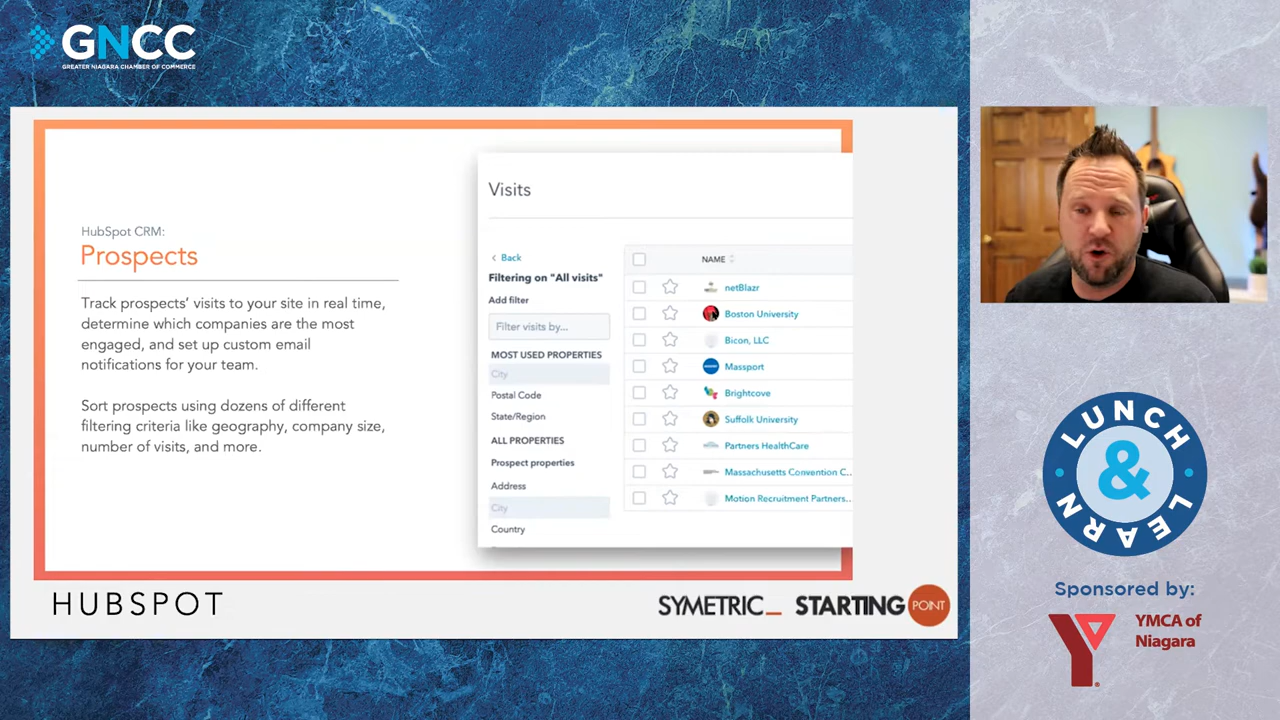 GNCC
GREATER NIAGARA CHAMBER OF COMMERCE
HubSpot CRM:
Prospects
Track prospects' visits to your site in real time,
determine which companies are the most
engaged, and set up custom email
notifications for your team.
Sort prospects using dozens of different
filtering criteria like geography, company size,
number of visits, and more.
Visits
Back
Filtering on "All visits"
Add filter
Filter visits by...
MOST USED PROPERTIES
City
Postal Code
State/Region
ALL PROPERTIES
Prospect properties
Address
City
Country
NAME
netBlazr
Boston University
Bicon, LLC
Massport
Brightcove
Suffolk University
Partners HealthCare
Massachusetts Convention C...
Motion Recruitment Partners...
HUBSPOT
SYMETRIC_
STARTING POINT
LUNCH & LEARN
Sponsored by:
YMCA of
Niagara